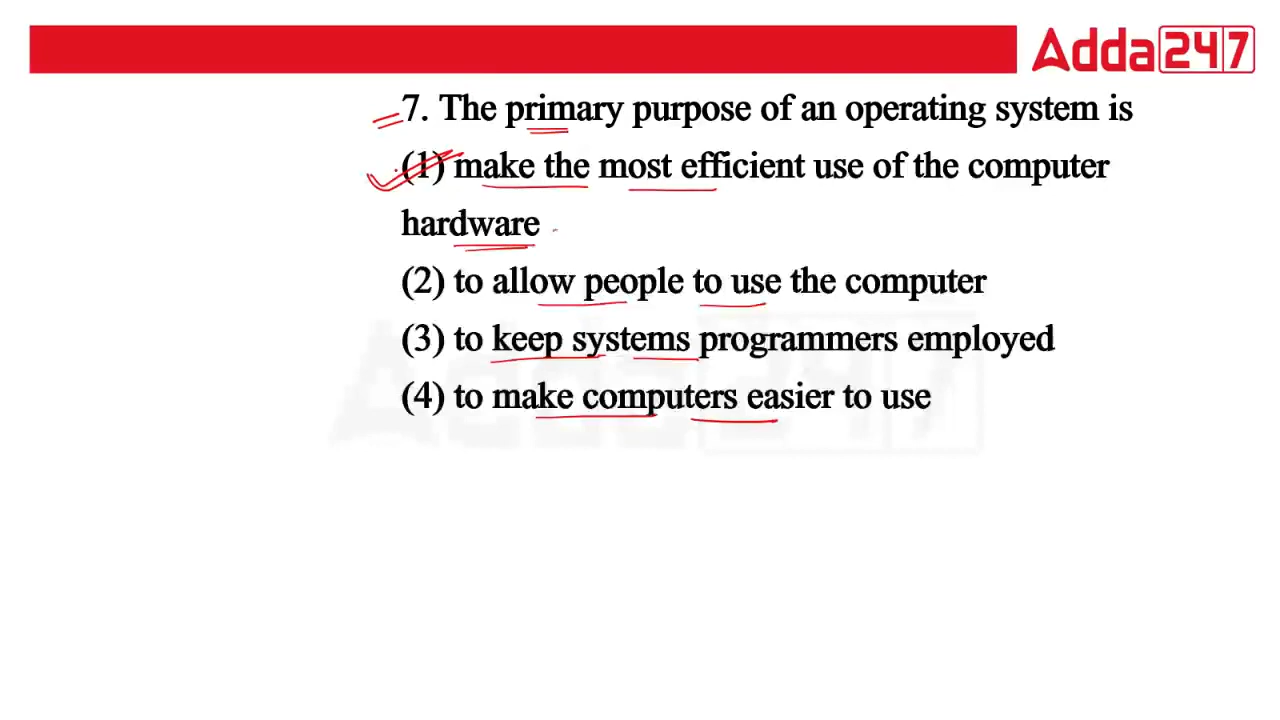 Adda247
7. The primary purpose of an operating system is
(1) make the most efficient use of the computer
hardware
(2) to allow people to use the computer
(3) to keep systems programmers employed
(4) to make computers easier to use
Adda247